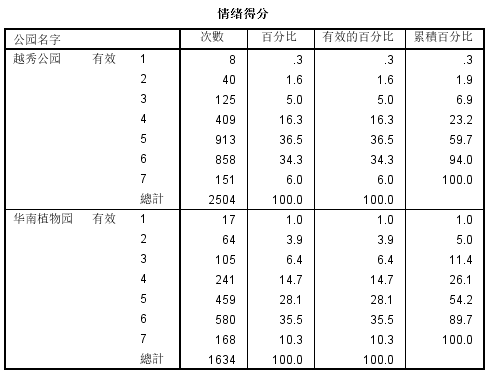 情绪得分
公园名字 次數 百分比 有效的百分比 累積百分比
越秀公园 有效 1 8 .3 .3 .3
2 40 1.6 1.6 1.9
3 125 5.0 5.0 6.9
4 409 16.3 16.3 23.2
5 913 36.5 36.5 59.7
6 858 34.3 34.3 94.0
7 151 6.0 6.0 100.0
總計 2504 100.0 100.0
华南植物园 有效 1 17 1.0 1.0 1.0
2 64 3.9 3.9 5.0
3 105 6.4 6.4 11.4
4 241 14.7 14.7 26.1
5 459 28.1 28.1 54.2
6 580 35.5 35.5 89.7
7 168 10.3 10.3 100.0
總計 1634 100.0 100.0